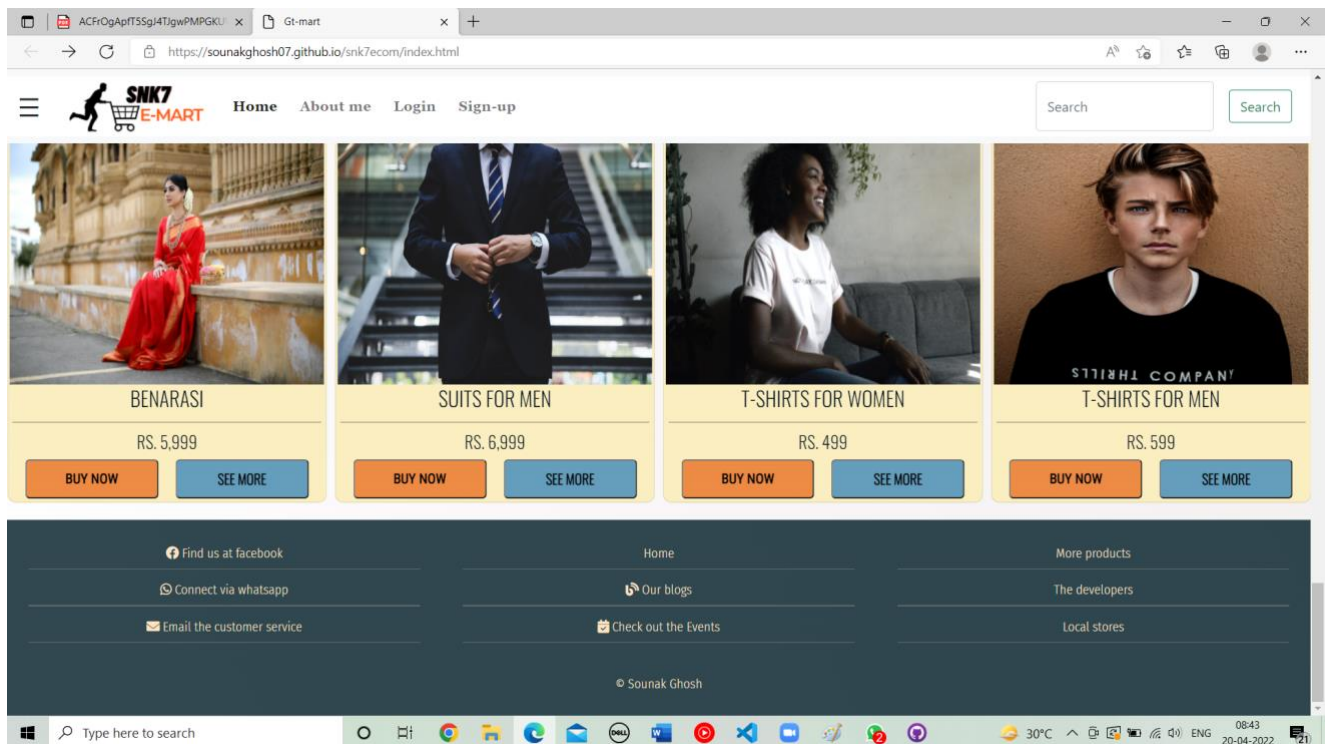 ACFrOgApfT5SgJ4TJgwPMPGKU
Gt-mart
https://sounakghosh07.github.io/snk7ecom/index.html
SNK7
E-MART
Home About me Login Sign-up
Search Search
THRILLS COMPANY
BENARASI SUITS FOR MEN T-SHIRTS FOR WOMEN T-SHIRTS FOR MEN
RS. 5,999 RS. 6,999 RS. 499 RS. 599
BUY NOW SEE MORE BUY NOW SEE MORE BUY NOW SEE MORE BUY NOW SEE MORE
Find us at facebook Home More products
Connect via whatsapp Our blogs The developers
Email the customer service Check out the Events Local stores
© Sounak Ghosh
Type here to search
DELL
2
30°C ENG
08:43
20-04-2022
21